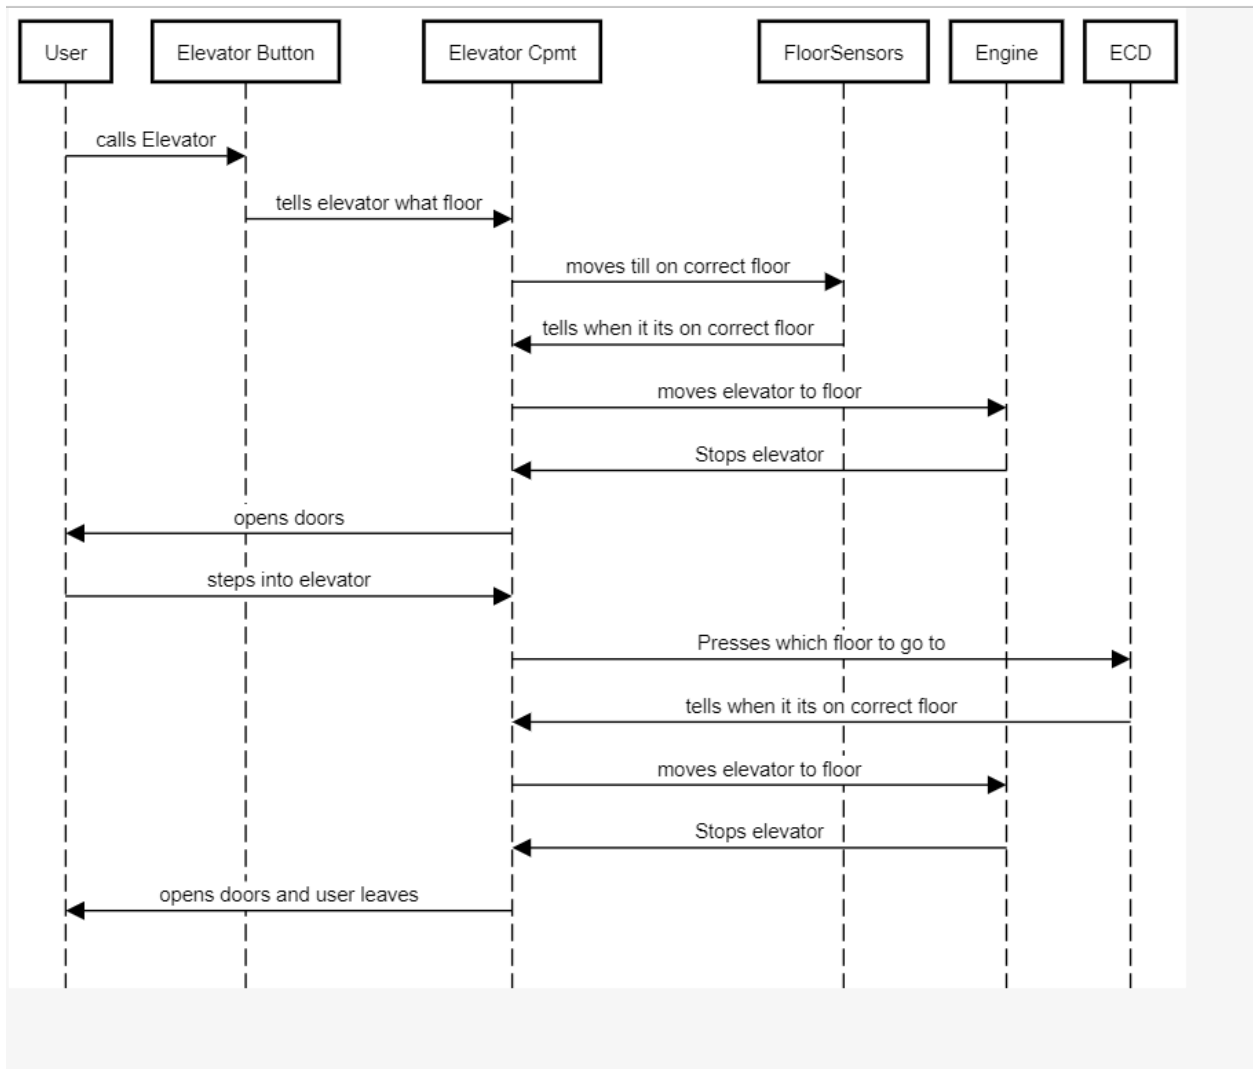 User
Elevator Button
Elevator Cpmt
FloorSensors
Engine
ECD
calls Elevator
tells elevator what floor
moves till on correct floor
tells when it its on correct floor
moves elevator to floor
Stops elevator
opens doors
steps into elevator
Presses which floor to go to
tells when it its on correct floor
moves elevator to floor
Stops elevator
opens doors and user leaves